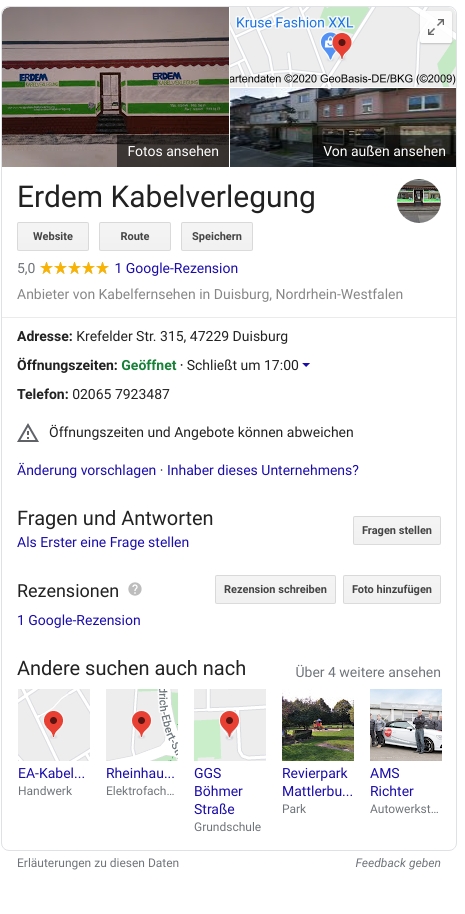 Kruse Fashion XXL
ERDEM
KABELVERLEGUNG
ERDEM
KABELVERLEGUNG
artendaten ©2020 GeoBasis-DE/BKG (©2009)
Fotos ansehen
Von außen ansehen
Erdem Kabelverlegung
Website
Route
Speichern
5,0 ★★★★★ 1 Google-Rezension
Anbieter von Kabelfernsehen in Duisburg, Nordrhein-Westfalen
Adresse: Krefelder Str. 315, 47229 Duisburg
Öffnungszeiten: Geöffnet · Schließt um 17:00
Telefon: 02065 7923487
Öffnungszeiten und Angebote können abweichen
Änderung vorschlagen · Inhaber dieses Unternehmens?
Fragen und Antworten
Fragen stellen
Als Erster eine Frage stellen
Rezensionen ?
Rezension schreiben
Foto hinzufügen
1 Google-Rezension
Andere suchen auch nach
Über 4 weitere ansehen
drich-Ebert-St
EA-Kabel...
Handwerk
Rheinhau...
Elektrofach...
GGS
Böhmer
Straße
Grundschule
Revierpark
Mattlerbu...
Park
AMS
Richter
Autowerkst...
Erläuterungen zu diesen Daten
Feedback geben